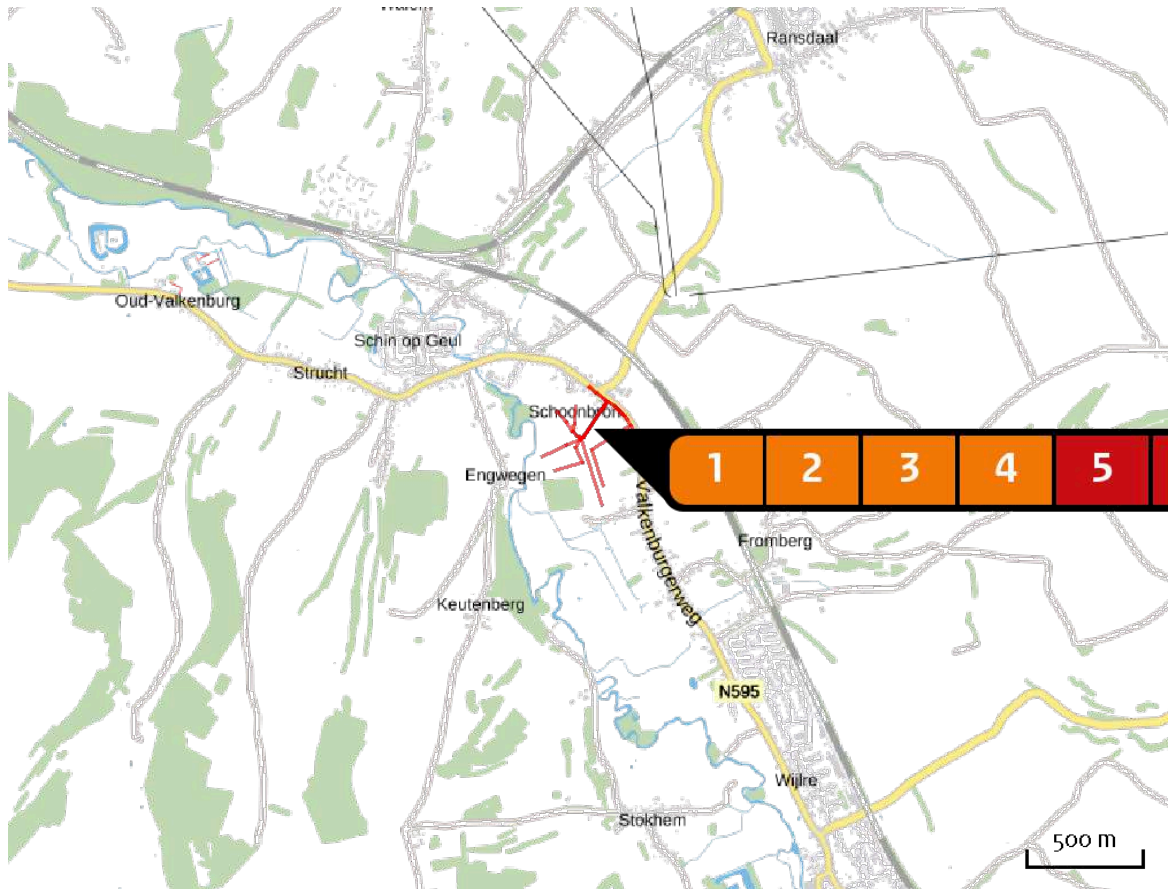 Ransdaal
Oud-Valkenburg
Schin op Geul
Strucht
Schoonbron
1 2 3 4 5
Engwegen
Valkenburgerweg
Fromberg
Keutenberg
N595
Wijlre
Stokhem
500 m